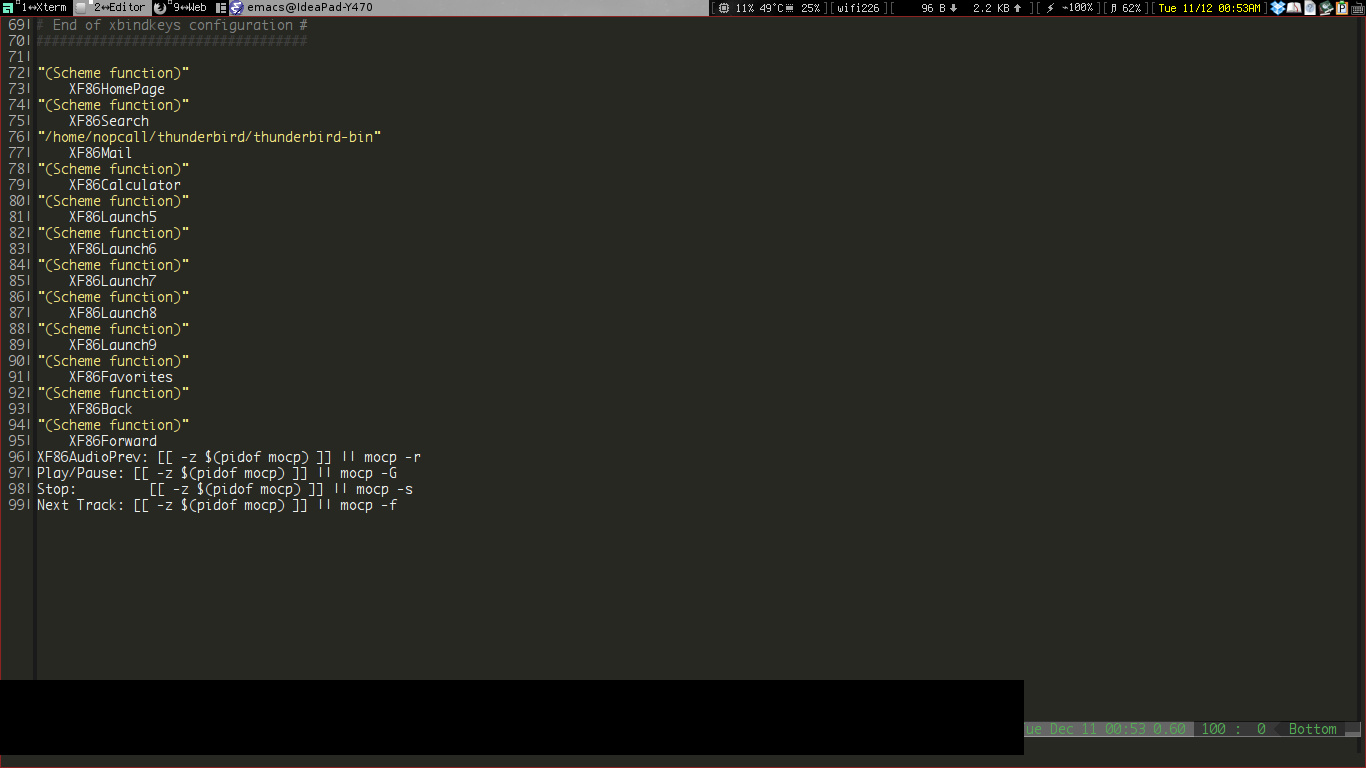 1↔Xterm 2↔Editor 9↔Web emacs@IdeaPad-Y470 [ 11% 49°C 25%][wifi226 ][ 96 B 2.2 KB ][ ⚡ ~100%][♫ 62%][Tue 11/12 00:53AM]
69| # End of xbindkeys configuration #
70| ##################################
71|
72| "(Scheme function)"
73|     XF86HomePage
74| "(Scheme function)"
75|     XF86Search
76| "/home/nopcall/thunderbird/thunderbird-bin"
77|     XF86Mail
78| "(Scheme function)"
79|     XF86Calculator
80| "(Scheme function)"
81|     XF86Launch5
82| "(Scheme function)"
83|     XF86Launch6
84| "(Scheme function)"
85|     XF86Launch7
86| "(Scheme function)"
87|     XF86Launch8
88| "(Scheme function)"
89|     XF86Launch9
90| "(Scheme function)"
91|     XF86Favorites
92| "(Scheme function)"
93|     XF86Back
94| "(Scheme function)"
95|     XF86Forward
96| XF86AudioPrev: [[ -z $(pidof mocp) ]] || mocp -r
97| Play/Pause: [[ -z $(pidof mocp) ]] || mocp -G
98| Stop:         [[ -z $(pidof mocp) ]] || mocp -s
99| Next Track: [[ -z $(pidof mocp) ]] || mocp -f
ue Dec 11 00:53 0.60 100 : 0 Bottom